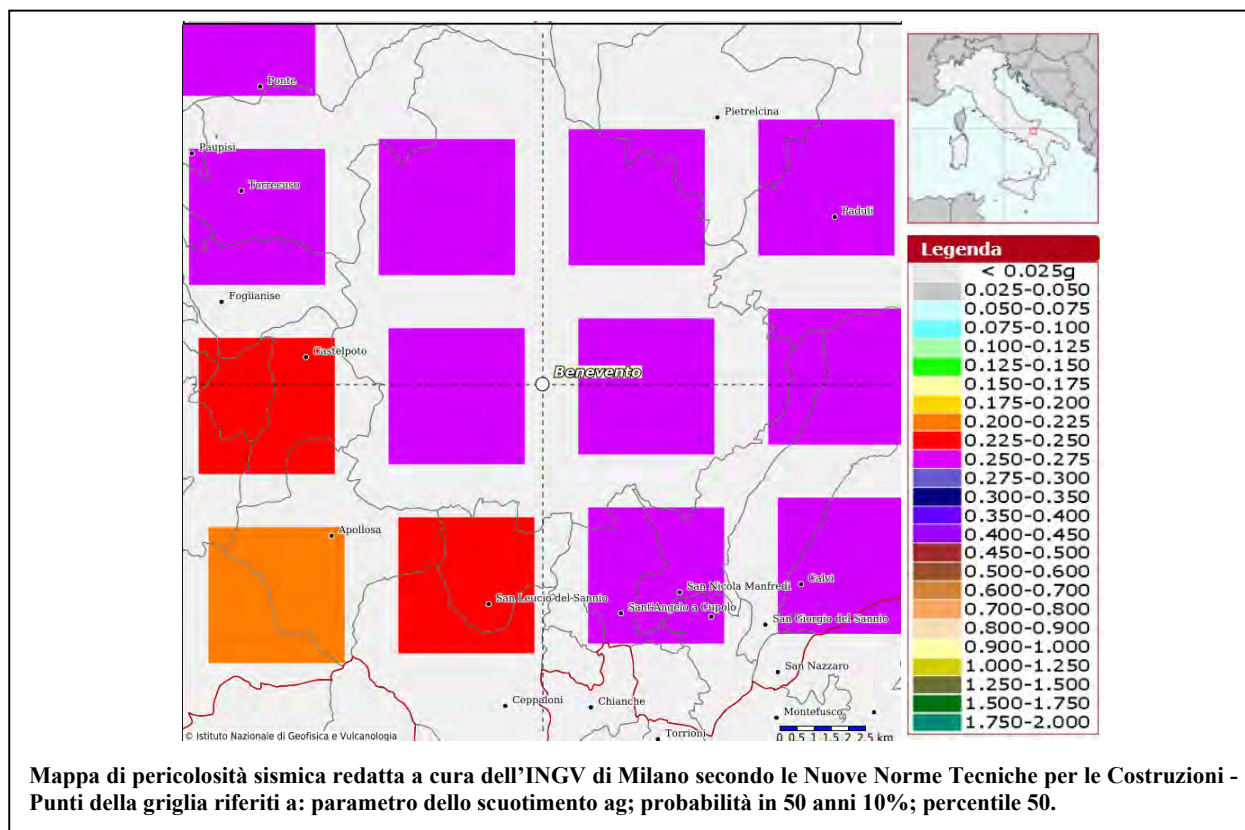 Ponte
Pietrelcina
Paupisi
Torrecuso
Paduli
Foglianise
Castelpoto
Benevento
Apollosa
San Nicola Manfredi
Calvi
San Leucio del Sannio
Sant'Angelo a Cupolo
San Giorgio del Sannio
San Nazzaro
Ceppaloni
Chianche
Montefusco
Torrioni
0 0.5 1 1.5 2 2.5 km
© Istituto Nazionale di Geofisica e Vulcanologia
Legenda
< 0.025g
0.025-0.050
0.050-0.075
0.075-0.100
0.100-0.125
0.125-0.150
0.150-0.175
0.175-0.200
0.200-0.225
0.225-0.250
0.250-0.275
0.275-0.300
0.300-0.350
0.350-0.400
0.400-0.450
0.450-0.500
0.500-0.600
0.600-0.700
0.700-0.800
0.800-0.900
0.900-1.000
1.000-1.250
1.250-1.500
1.500-1.750
1.750-2.000
Mappa di pericolosità sismica redatta a cura dell'INGV di Milano secondo le Nuove Norme Tecniche per le Costruzioni -
Punti della griglia riferiti a: parametro dello scuotimento ag; probabilità in 50 anni 10%; percentile 50.